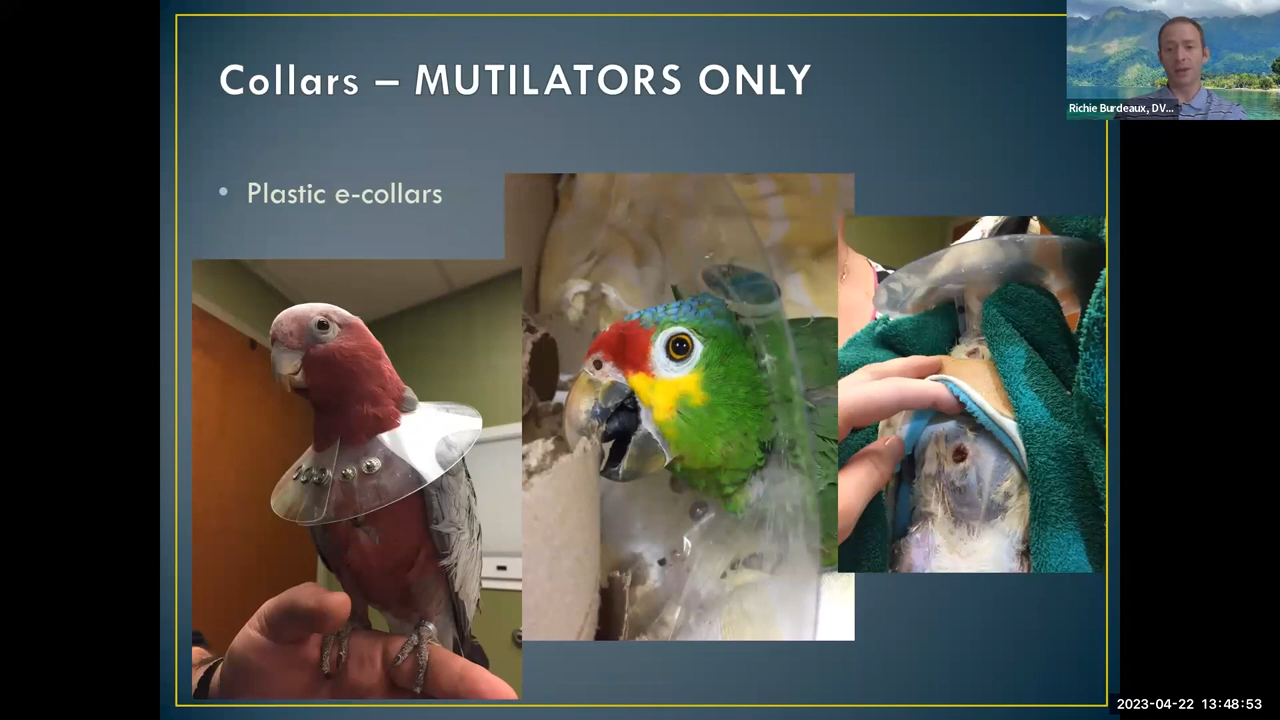 Collars – MUTILATORS ONLY
• Plastic e-collars
Richie Burdeaux, DV...
2023-04-22 13:48:53